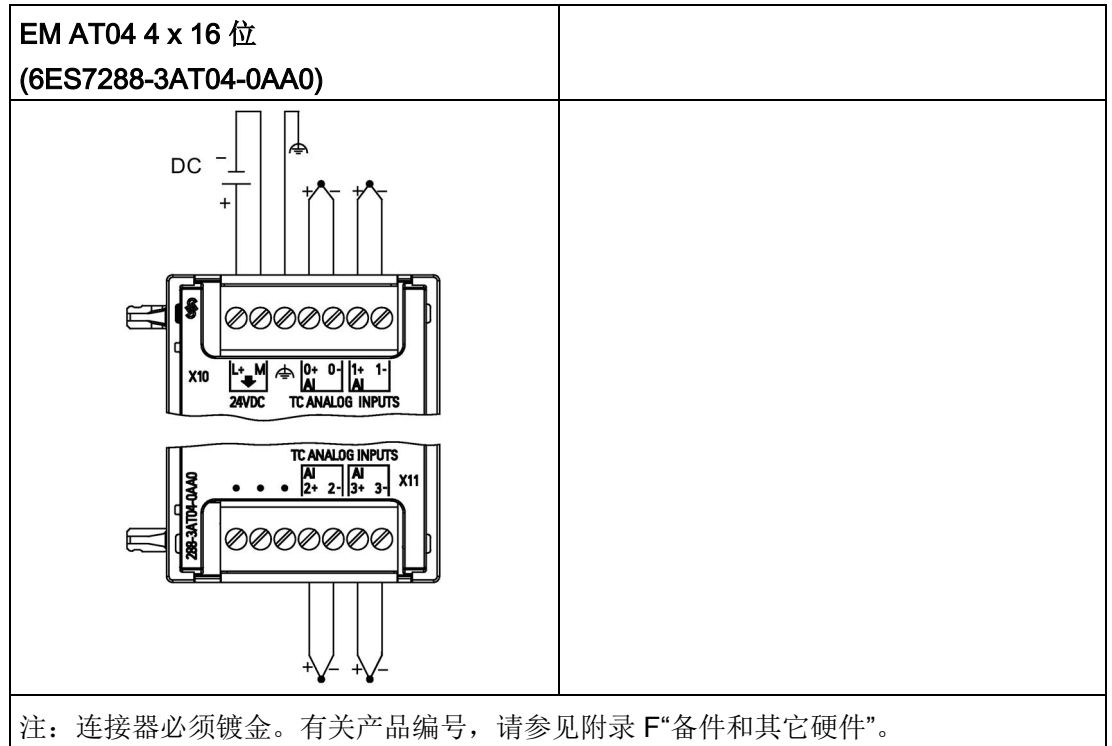 EM AT04 4 x 16 位
(6ES7288-3AT04-0AA0)
DC
−
+
+ − + −
X10
L+ M 0+ 0- 1+ 1-
AI AI
24VDC TC ANALOG INPUTS
TC ANALOG INPUTS
AI AI
2+ 2- 3+ 3- X11
288-3AT04-0AA0
+ − + −
注：连接器必须镀金。有关产品编号，请参见附录 F“备件和其它硬件”。